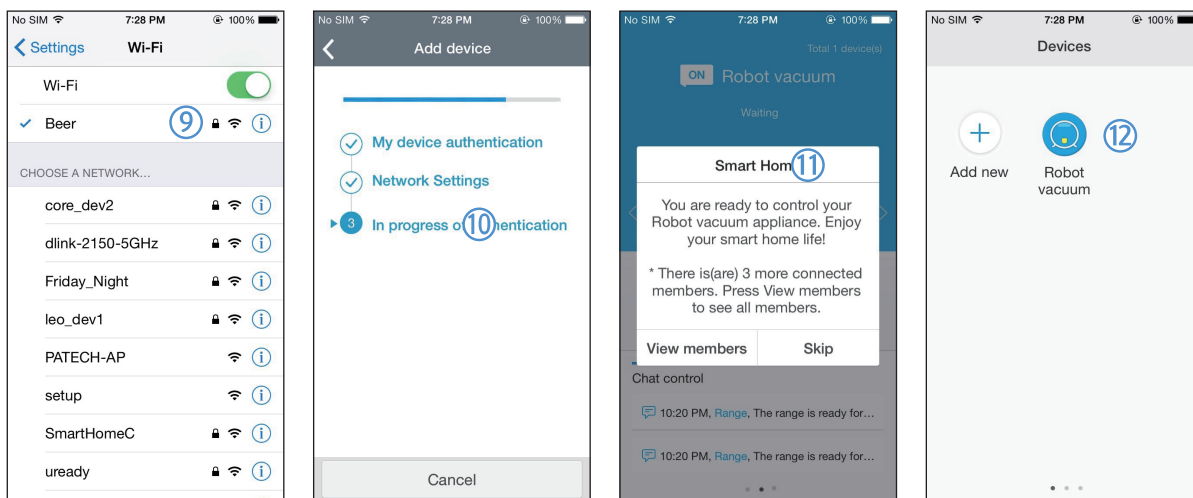 No SIM 7:28 PM 100%
Settings Wi-Fi
Wi-Fi
Beer ⑨
CHOOSE A NETWORK...
core_dev2
dlink-2150-5GHz
Friday_Night
leo_dev1
PATECH-AP
setup
SmartHomeC
uready
No SIM 7:28 PM 100%
Add device
My device authentication
Network Settings
3 In progress of ⑩hentication
Cancel
No SIM 7:28 PM 100%
Total 1 device(s)
ON Robot vacuum
Waiting
Smart Hom⑪
You are ready to control your
Robot vacuum appliance. Enjoy
your smart home life!
* There is(are) 3 more connected
members. Press View members
to see all members.
View members Skip
Chat control
10:20 PM, Range, The range is ready for...
10:20 PM, Range, The range is ready for...
No SIM 7:28 PM 100%
Devices
⑫
Add new
Robot
vacuum